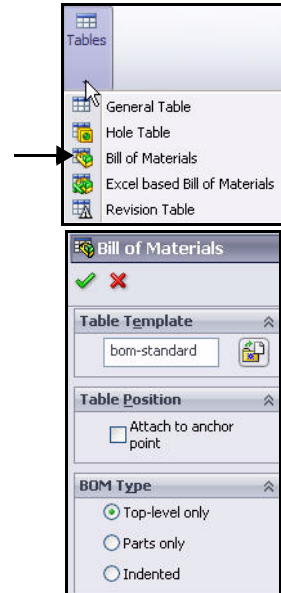 Tables
General Table
Hole Table
Bill of Materials
Excel based Bill of Materials
Revision Table
Bill of Materials
Table Template
bom-standard
Table Position
Attach to anchor
point
BOM Type
Top-level only
Parts only
Indented